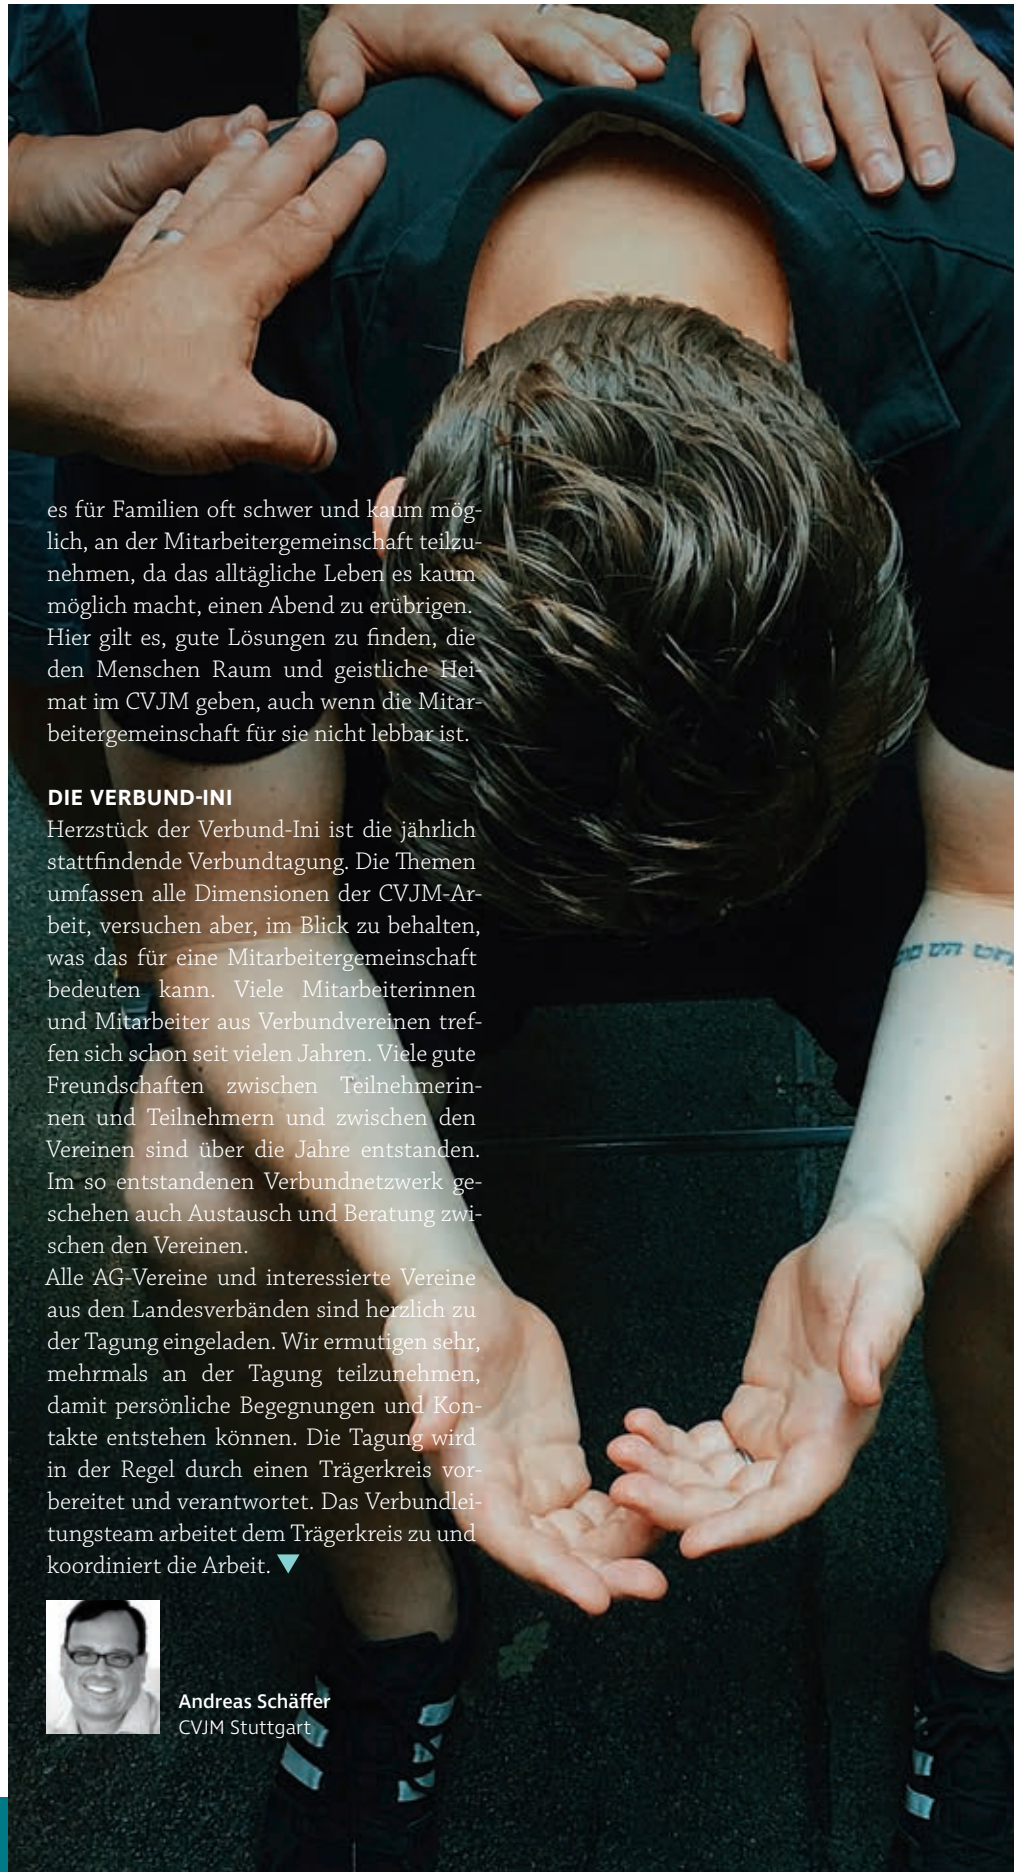 es für Familien oft schwer und kaum mög-
lich, an der Mitarbeitergemeinschaft teilzu-
nehmen, da das alltägliche Leben es kaum
möglich macht, einen Abend zu erübrigen.
Hier gilt es, gute Lösungen zu finden, die
den Menschen Raum und geistliche Hei-
mat im CVJM geben, auch wenn die Mitar-
beitergemeinschaft für sie nicht lebbar ist.
DIE VERBUND-INI
Herzstück der Verbund-Ini ist die jährlich
stattfindende Verbundtagung. Die Themen
umfassen alle Dimensionen der CVJM-Ar-
beit, versuchen aber, im Blick zu behalten,
was das für eine Mitarbeitergemeinschaft
bedeuten kann. Viele Mitarbeiterinnen
und Mitarbeiter aus Verbundvereinen tref-
fen sich schon seit vielen Jahren. Viele gute
Freundschaften zwischen Teilnehmerin-
nen und Teilnehmern und zwischen den
Vereinen sind über die Jahre entstanden.
Im so entstandenen Verbundnetzwerk ge-
schehen auch Austausch und Beratung zwi-
schen den Vereinen.
Alle AG-Vereine und interessierte Vereine
aus den Landesverbänden sind herzlich zu
der Tagung eingeladen. Wir ermutigen sehr,
mehrmals an der Tagung teilzunehmen,
damit persönliche Begegnungen und Kon-
takte entstehen können. Die Tagung wird
in der Regel durch einen Trägerkreis vor-
bereitet und verantwortet. Das Verbundlei-
tungsteam arbeitet dem Trägerkreis zu und
koordiniert die Arbeit.
Andreas Schäffer
CVJM Stuttgart